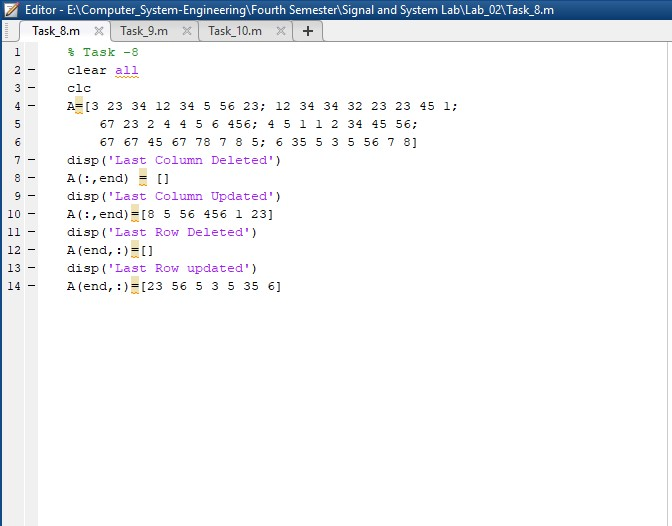 Editor - E:\Computer_System-Engineering\Fourth Semester\Signal and System Lab\Lab_02\Task_8.m
Task_8.m × Task_9.m × Task_10.m × +
1 % Task -8
2 - clear all
3 - clc
4 - A=[3 23 34 12 34 5 56 23; 12 34 34 32 23 23 45 1;
5 67 23 2 4 4 5 6 456; 4 5 1 1 2 34 45 56;
6 67 67 45 67 78 7 8 5; 6 35 5 3 5 56 7 8]
7 - disp('Last Column Deleted')
8 - A(:,end) = []
9 - disp('Last Column Updated')
10 - A(:,end)=[8 5 56 456 1 23]
11 - disp('Last Row Deleted')
12 - A(end,:)=[]
13 - disp('Last Row updated')
14 - A(end,:)=[23 56 5 3 5 35 6]